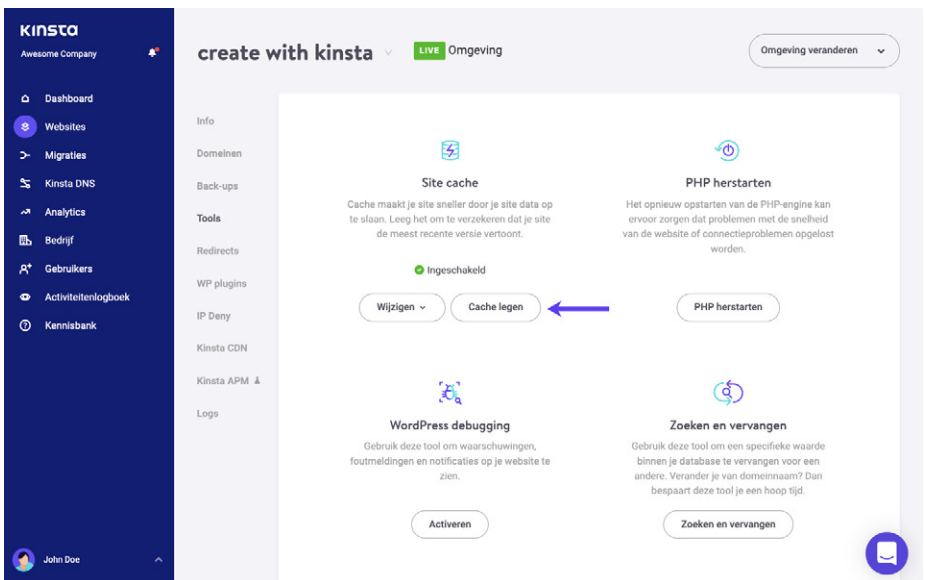 KINSTA
Awesome Company
Dashboard
Websites
Migraties
Kinsta DNS
Analytics
Bedrijf
Gebruikers
Activiteitenlogboek
Kennisbank
John Doe
create with kinsta
LIVE Omgeving
Omgeving veranderen
Info
Domeinen
Back-ups
Tools
Redirects
WP plugins
IP Deny
Kinsta CDN
Kinsta APM
Logs
Site cache
Cache maakt je site sneller door je site data op
te slaan. Leeg het om te verzekeren dat je site
de meest recente versie vertoont.
Ingeschakeld
Wijzigen
Cache legen
PHP herstarten
Het opnieuw opstarten van de PHP-engine kan
ervoor zorgen dat problemen met de snelheid
van de website of connectieproblemen opgelost
worden.
PHP herstarten
WordPress debugging
Gebruik deze tool om waarschuwingen,
foutmeldingen en notificaties op je website te
zien.
Activeren
Zoeken en vervangen
Gebruik deze tool om een specifieke waarde
binnen je database te vervangen voor een
andere. Verander je van domeinnaam? Dan
bespaart deze tool je een hoop tijd.
Zoeken en vervangen